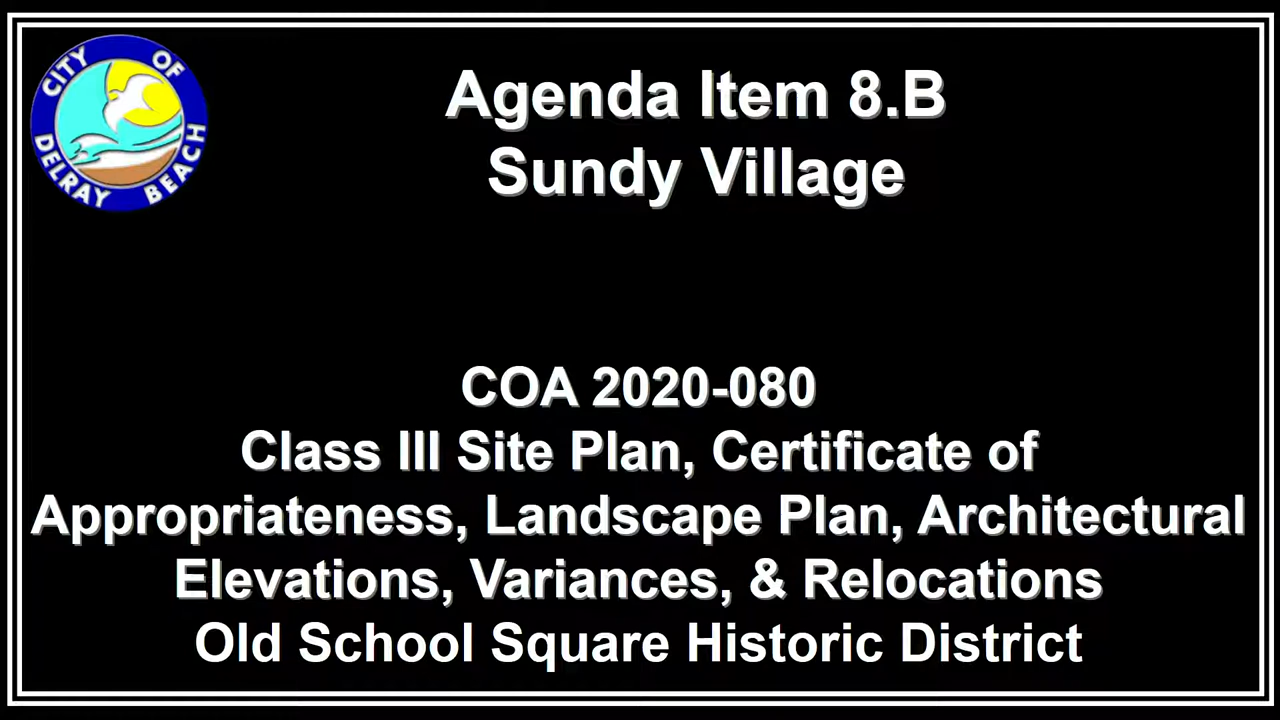 CITY OF
DELRAY BEACH
Agenda Item 8.B
Sundy Village
COA 2020-080
Class III Site Plan, Certificate of
Appropriateness, Landscape Plan, Architectural
Elevations, Variances, & Relocations
Old School Square Historic District